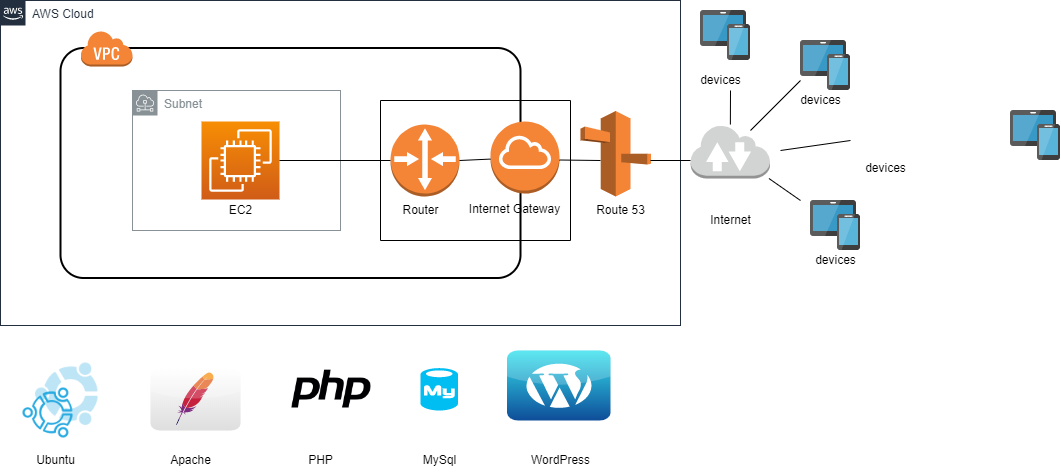 aws
AWS Cloud
VPC
Subnet
EC2
Router
Internet Gateway
Route 53
Internet
devices
devices
devices
devices
php
My
W
Ubuntu
Apache
PHP
MySql
WordPress